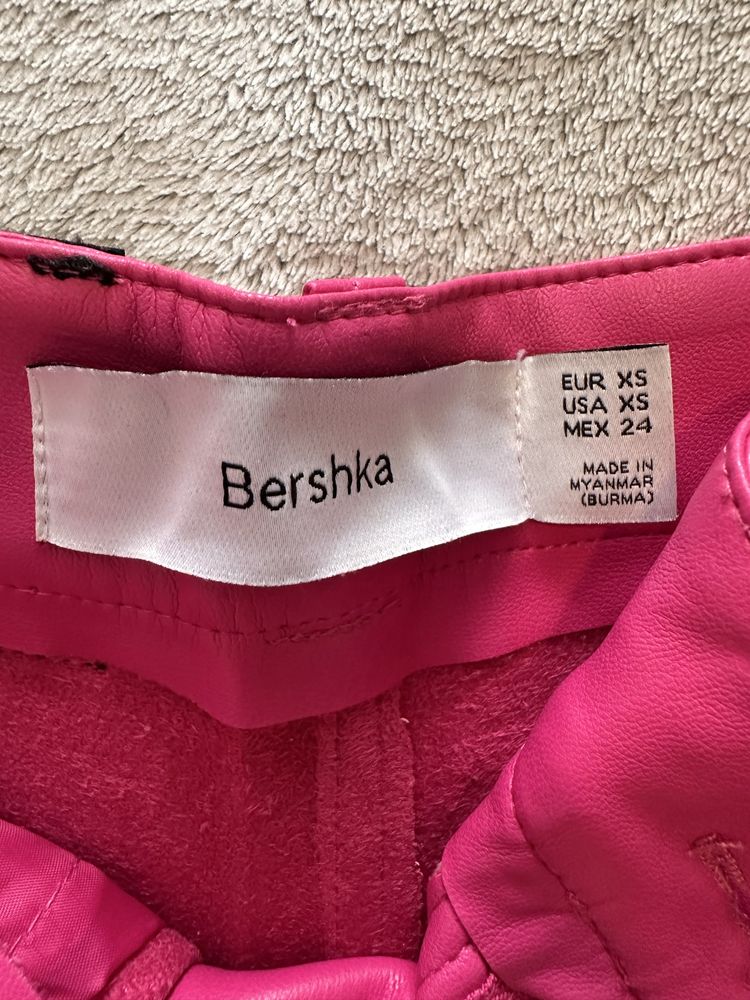 Bershka
EUR XS
USA XS
MEX 24
MADE IN
MYANMAR
(BURMA)